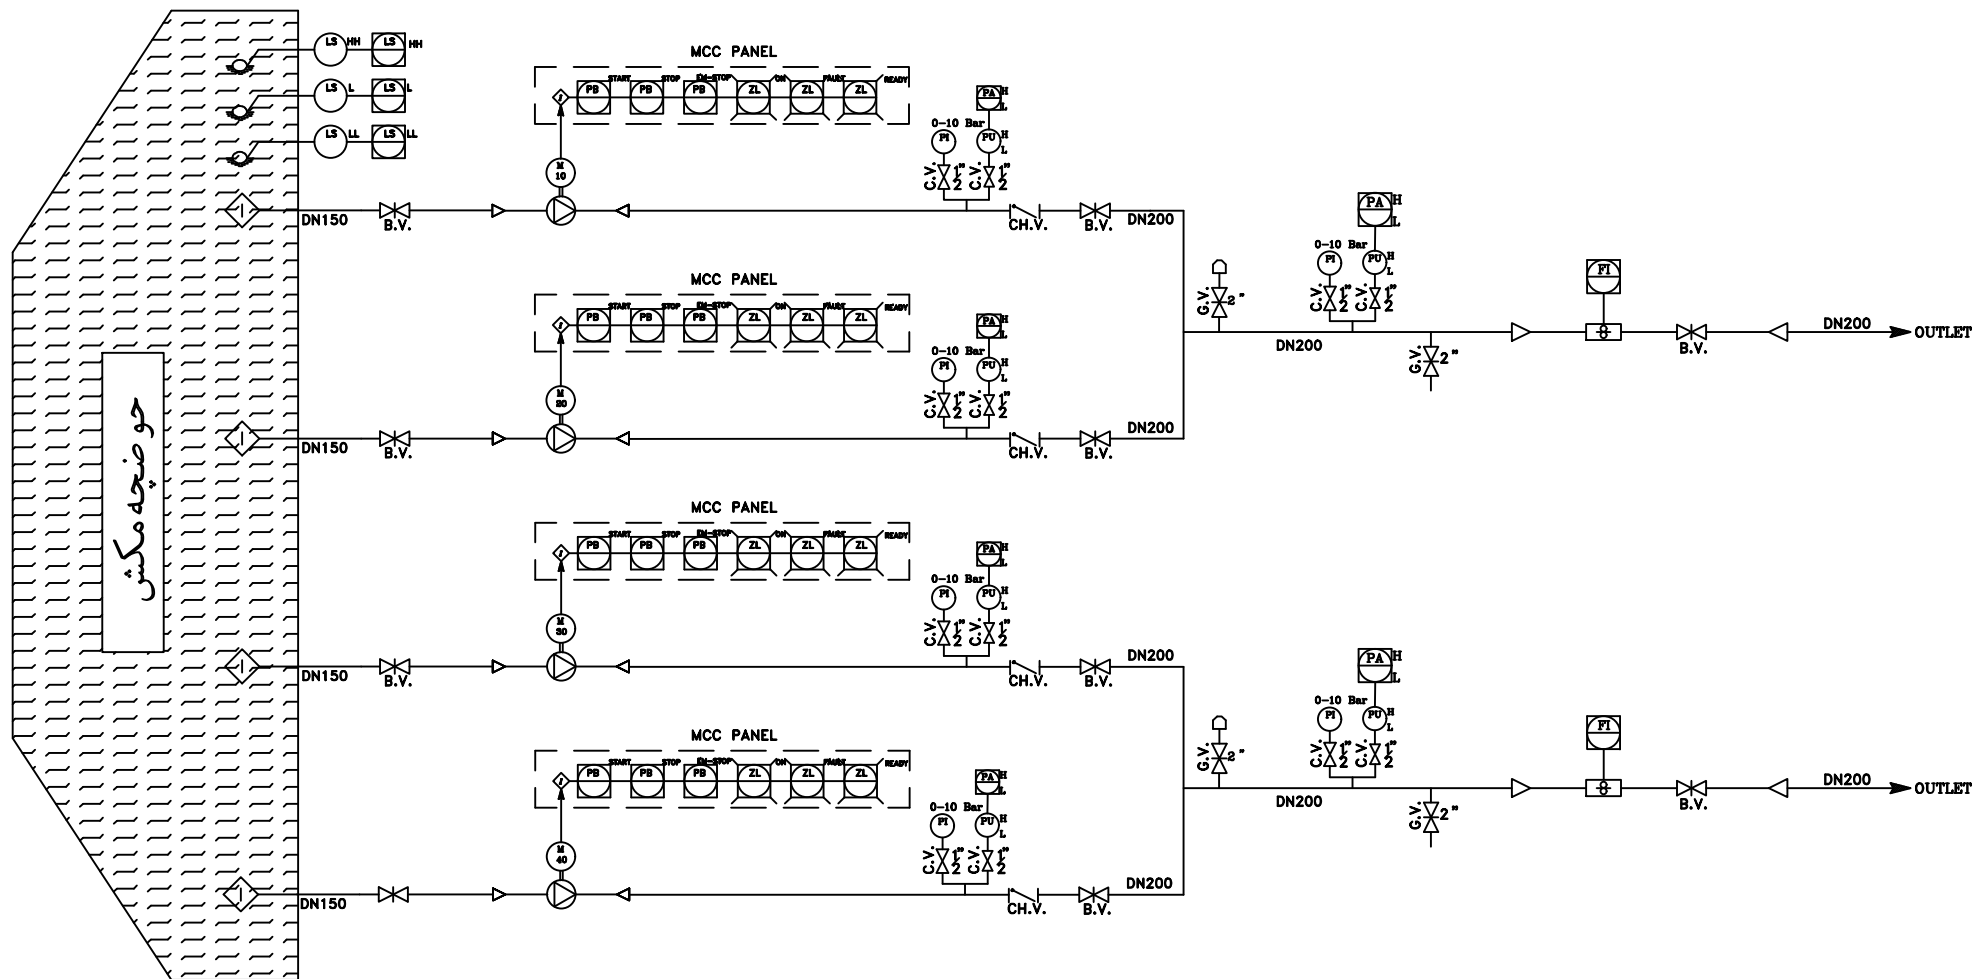 LS HH LS HH
LS L LS L
LS LL LS LL
MCC PANEL
PB START PB STOP PB EM-STOP ZL ON ZL FAULT ZL READY
PA H L
0-10 Bar
PI PU H L
C.V. 1" 2 C.V. 1" 2
M 10
DN150 B.V. CH.V. B.V. DN200
MCC PANEL
PB START PB STOP PB EM-STOP ZL ON ZL FAULT ZL READY
PA H L
0-10 Bar
PI PU H L
C.V. 1" 2 C.V. 1" 2
M 20
DN150 B.V. CH.V. B.V. DN200
PA H L
0-10 Bar
PI PU H L
C.V. 1" 2 C.V. 1" 2
G.V. 2"
FI
DN200 G.V. 2" B.V. DN200 OUTLET
حوضچه مکش
MCC PANEL
PB START PB STOP PB EM-STOP ZL ON ZL FAULT ZL READY
PA H L
0-10 Bar
PI PU H L
C.V. 1" 2 C.V. 1" 2
M 30
DN150 B.V. CH.V. B.V. DN200
MCC PANEL
PB START PB STOP PB EM-STOP ZL ON ZL FAULT ZL READY
PA H L
0-10 Bar
PI PU H L
C.V. 1" 2 C.V. 1" 2
M 40
DN150 CH.V. B.V. DN200
PA H L
0-10 Bar
PI PU H L
C.V. 1" 2 C.V. 1" 2
G.V. 2"
FI
DN200 G.V. 2" B.V. DN200 OUTLET